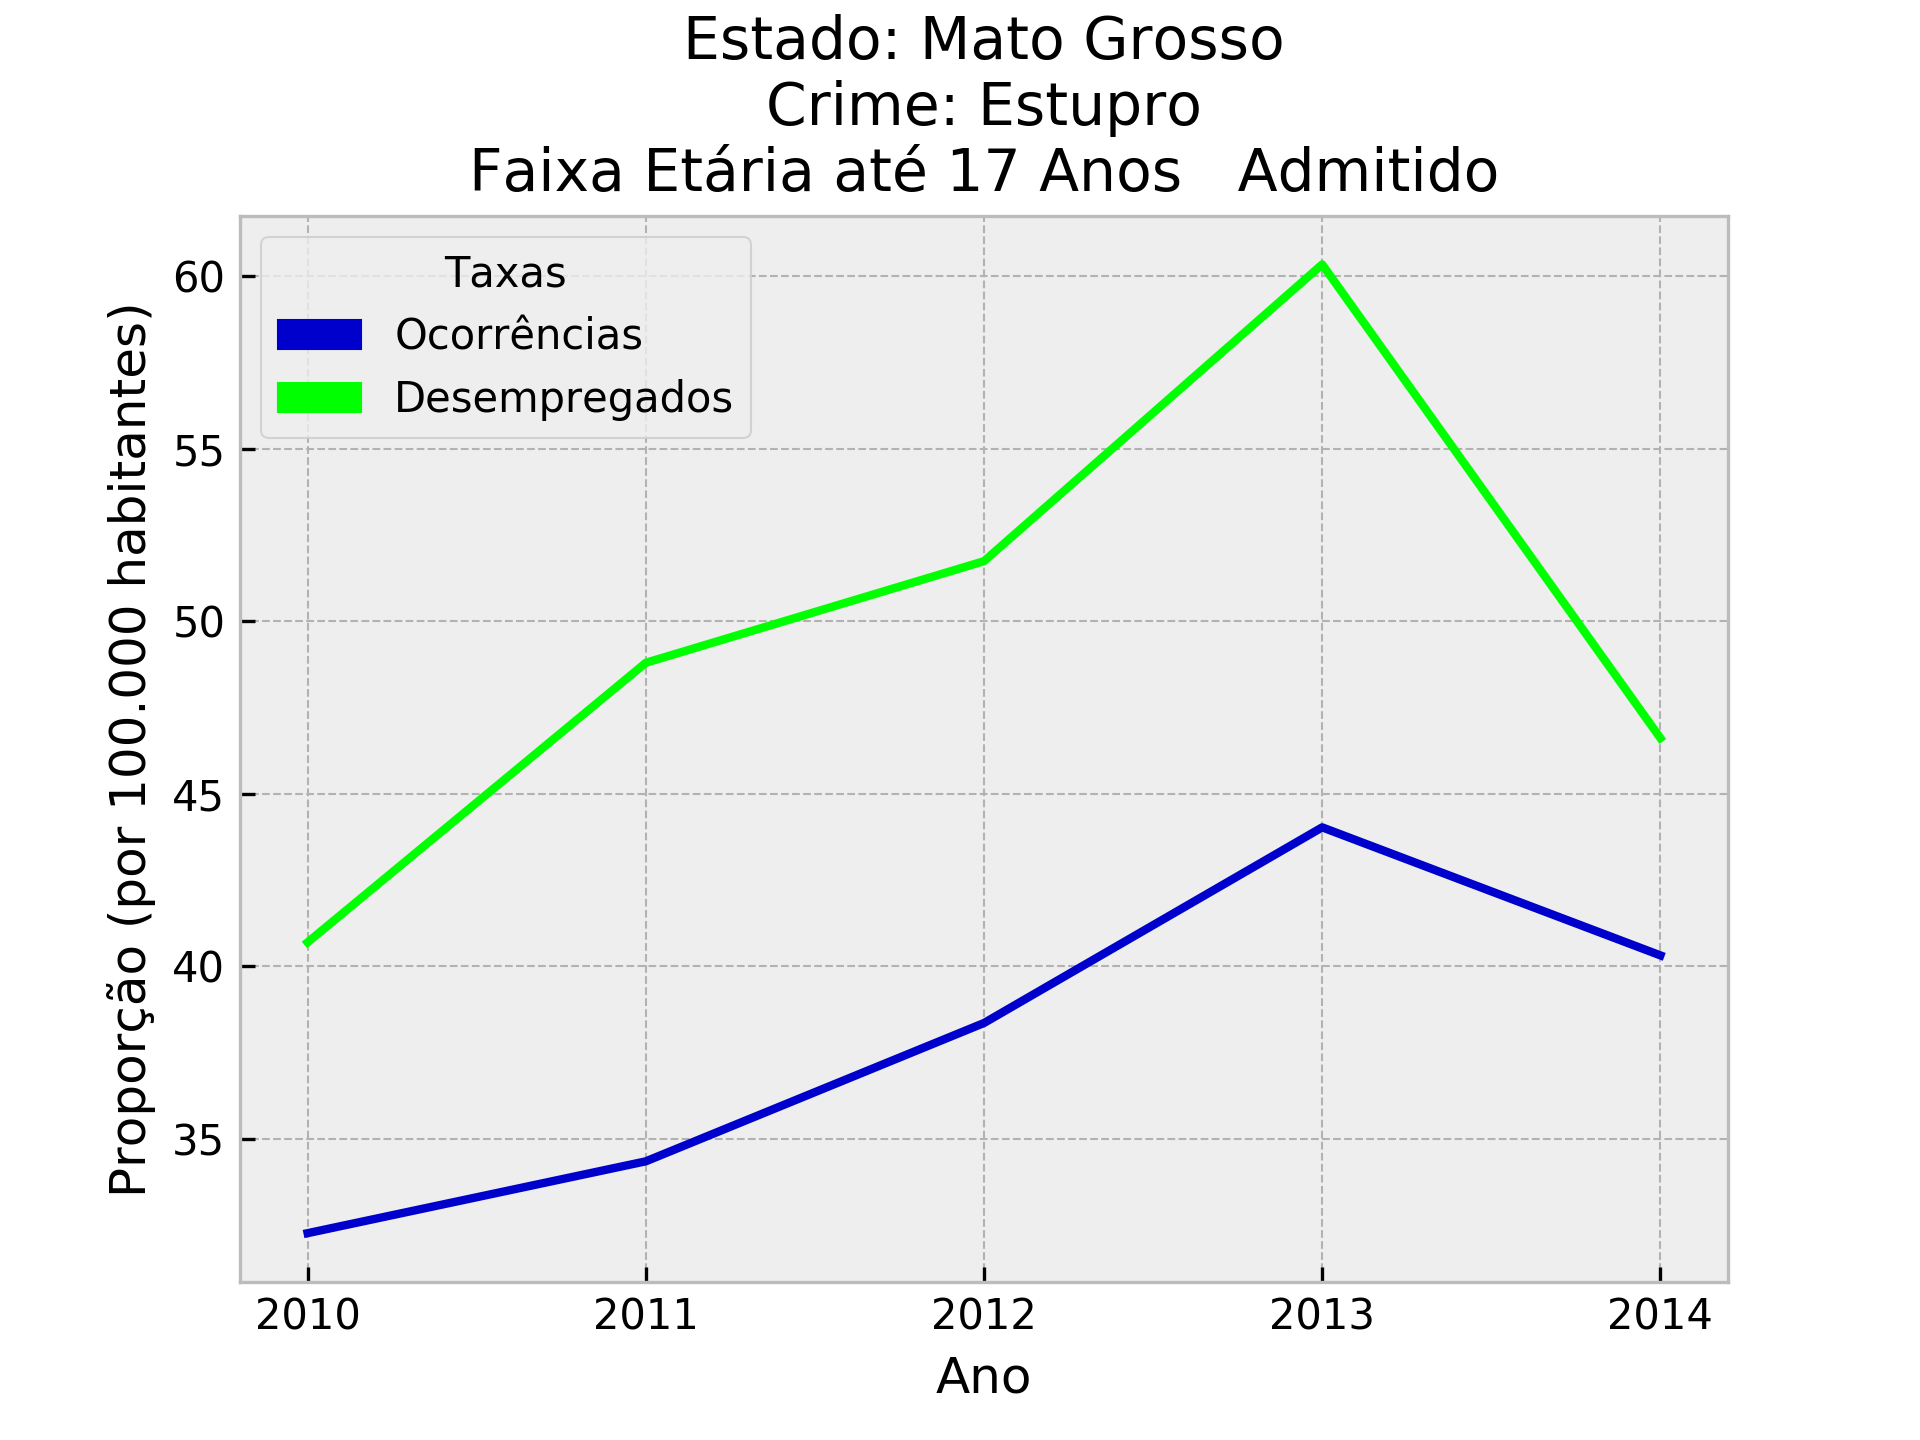 Estado: Mato Grosso
Crime: Estupro
Faixa Etária até 17 Anos   Admitido
Taxas
Ocorrências
Desempregados
60
55
50
45
40
35
Proporção (por 100.000 habitantes)
2010
2011
2012
2013
2014
Ano